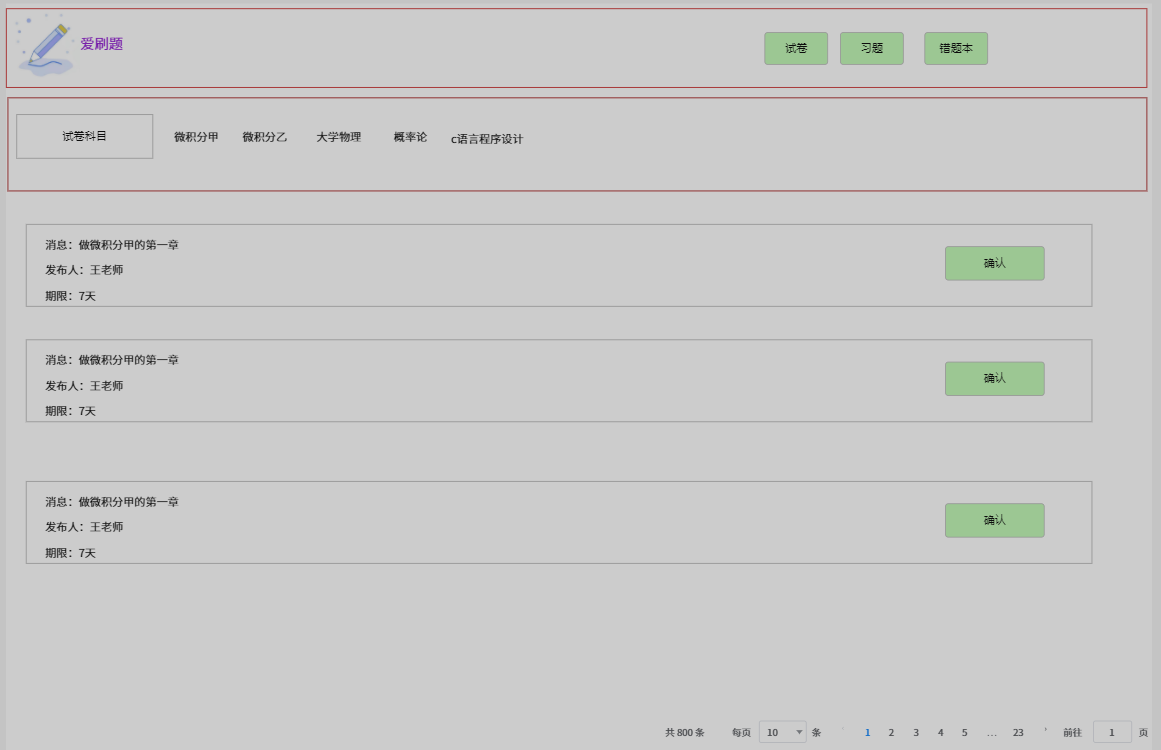 爱刷题
试卷 习题 错题本
试卷科目 微积分甲 微积分乙 大学物理 概率论 c语言程序设计
消息：做微积分甲的第一章
发布人：王老师
期限：7天
确认
消息：做微积分甲的第一章
发布人：王老师
期限：7天
确认
消息：做微积分甲的第一章
发布人：王老师
期限：7天
确认
共 800 条 每页 10 条 1 2 3 4 5 ... 23 前往 1 页